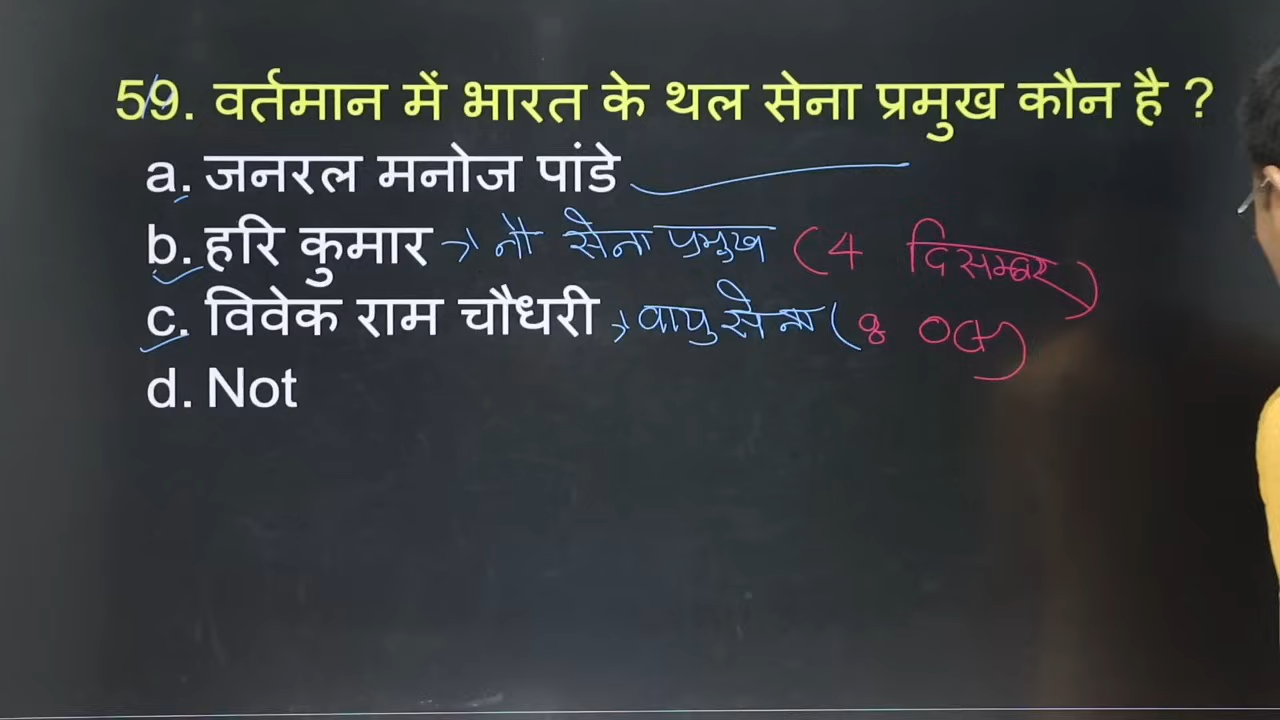 59. वर्तमान में भारत के थल सेना प्रमुख कौन है ?
a. जनरल मनोज पांडे
b. हरि कुमार → नौ सेना प्रमुख (4 दिसम्बर)
c. विवेक राम चौधरी → वायु सेना (8 Oct)
d. Not